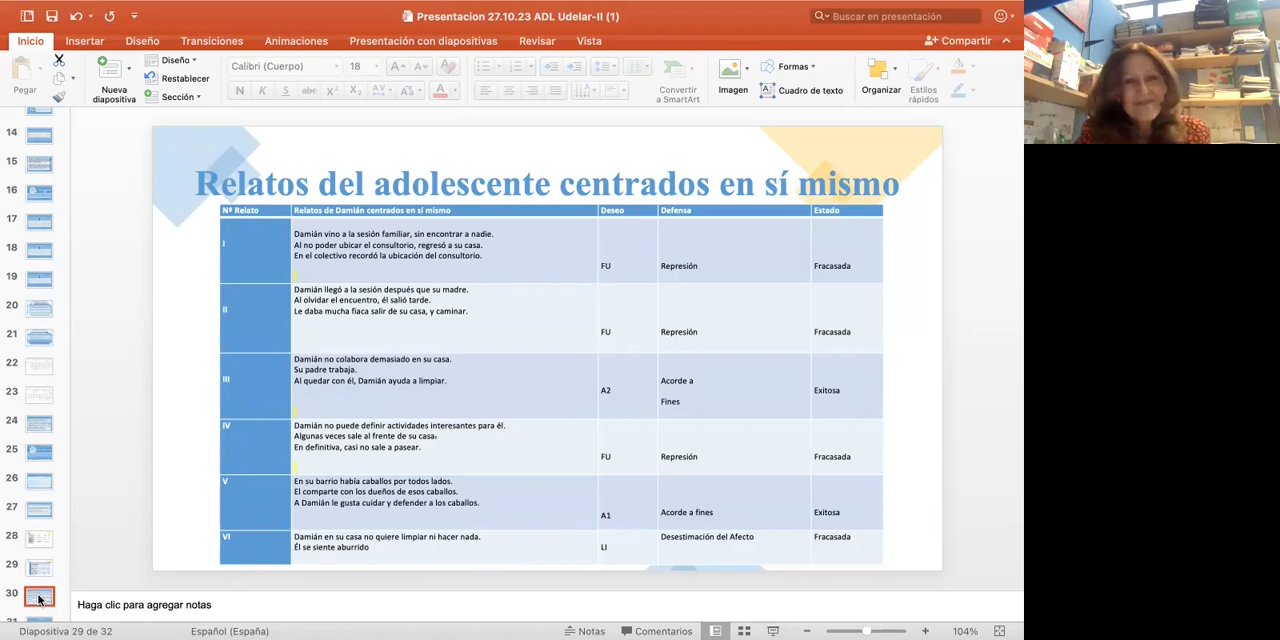 Presentacion 27.10.23 ADL Udelar-II (1)
Buscar en presentación
Inicio
Insertar
Diseño
Transiciones
Animaciones
Presentación con diapositivas
Revisar
Vista
Compartir
Pegar
Nueva diapositiva
Diseño
Restablecer
Sección
Calibri (Cuerpo)
18
N K S abc X² X₂ AV Aa A
Convertir a SmartArt
Imagen
Formas
Cuadro de texto
Organizar
Estilos rápidos
14
15
16
17
18
19
20
21
22
23
24
25
26
27
28
29
30
Relatos del adolescente centrados en sí mismo
Nº Relato Relatos de Damián centrados en sí mismo Deseo Defensa Estado
I
Damián vino a la sesión familiar, sin encontrar a nadie.
Al no poder ubicar el consultorio, regresó a su casa.
En el colectivo recordó la ubicación del consultorio.
FU Represión Fracasada
II
Damián llegó a la sesión después que su madre.
Al olvidar el encuentro, él salió tarde.
Le daba mucha fiaca salir de su casa, y caminar.
FU Represión Fracasada
III
Damián no colabora demasiado en su casa.
Su padre trabaja.
Al quedar con él, Damián ayuda a limpiar.
A2
Acorde a
Fines
Exitosa
IV
Damián no puede definir actividades interesantes para él.
Algunas veces sale al frente de su casa.
En definitiva, casi no sale a pasear.
FU Represión Fracasada
V
En su barrio había caballos por todos lados.
El comparte con los dueños de esos caballos.
A Damián le gusta cuidar y defender a los caballos.
A1 Acorde a fines Exitosa
VI
Damián en su casa no quiere limpiar ni hacer nada.
Él se siente aburrido
LI Desestimación del Afecto Fracasada
Haga clic para agregar notas
Diapositiva 29 de 32
Español (España)
Notas
Comentarios
104%